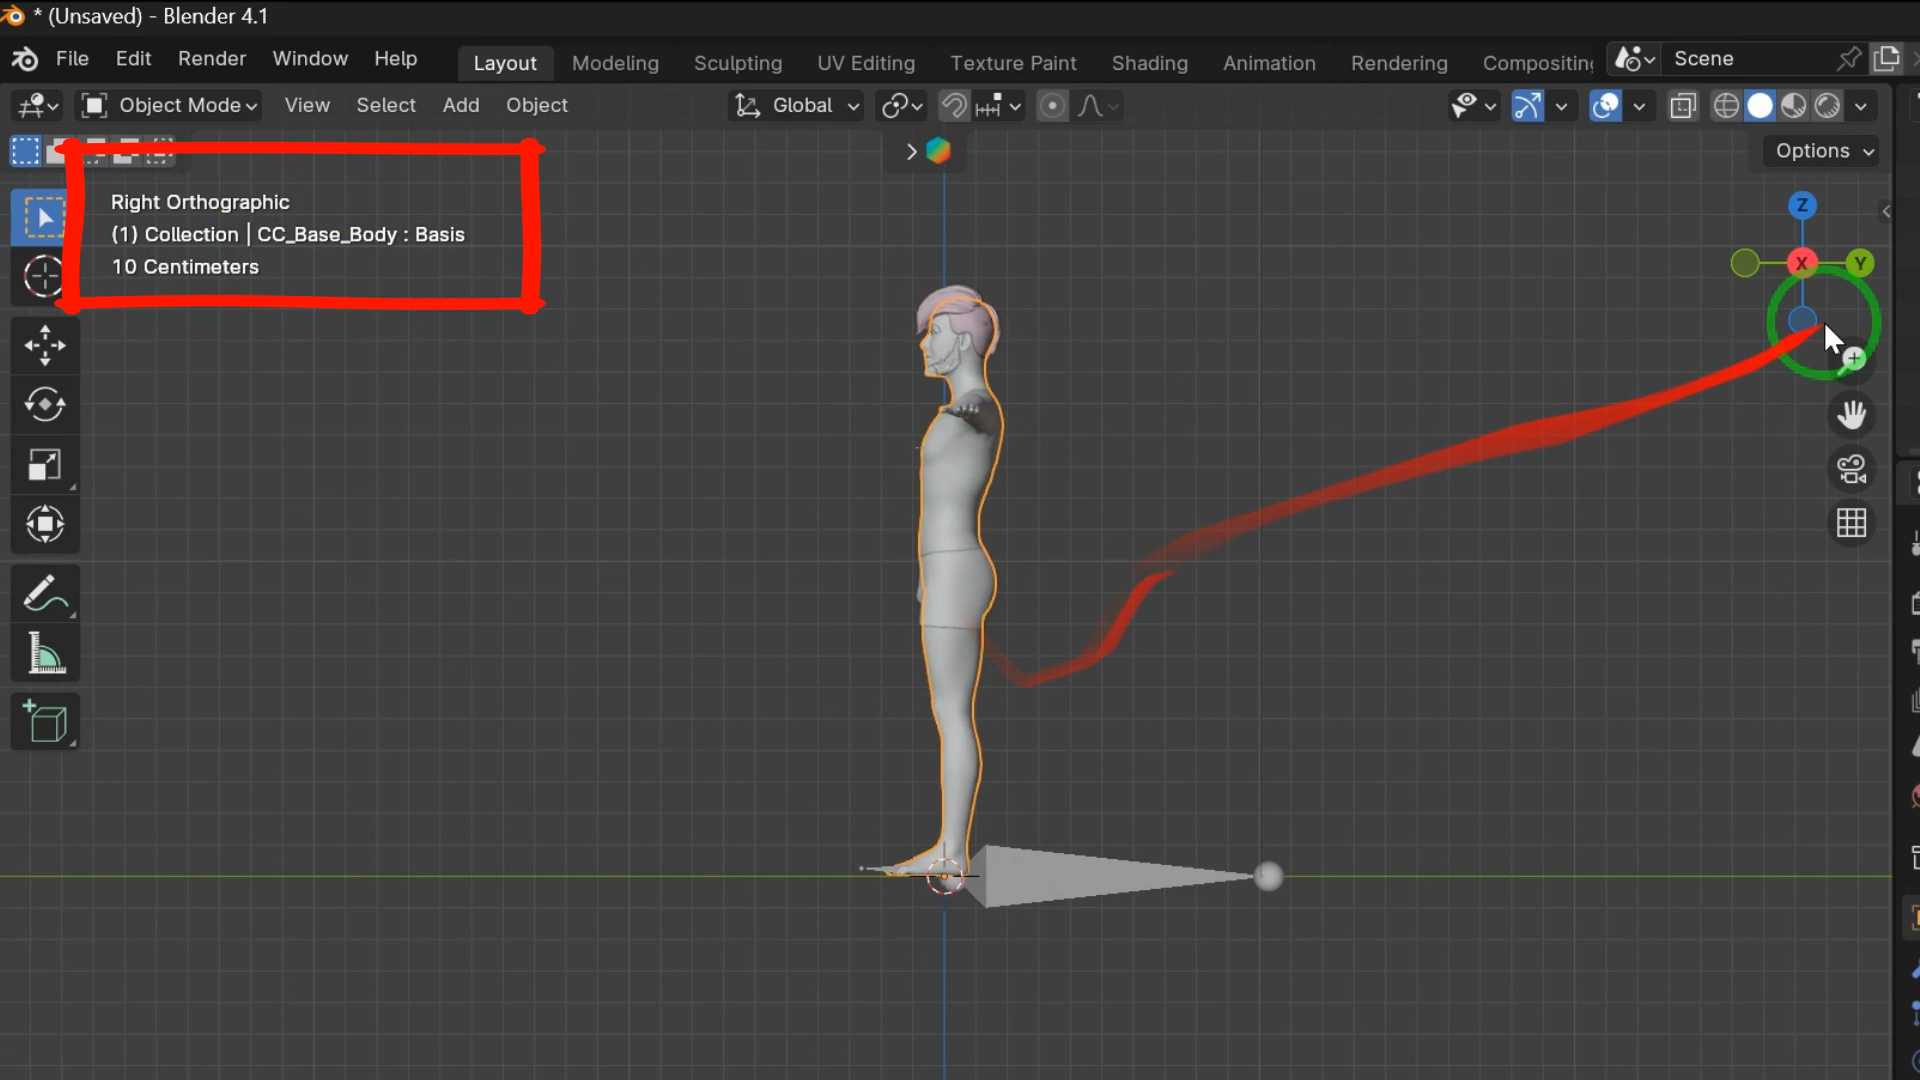 * (Unsaved) - Blender 4.1
File Edit Render Window Help Layout Modeling Sculpting UV Editing Texture Paint Shading Animation Rendering Compositing Scene
Object Mode View Select Add Object Global
Options
Right Orthographic
(1) Collection | CC_Base_Body : Basis
10 Centimeters
Z
X Y